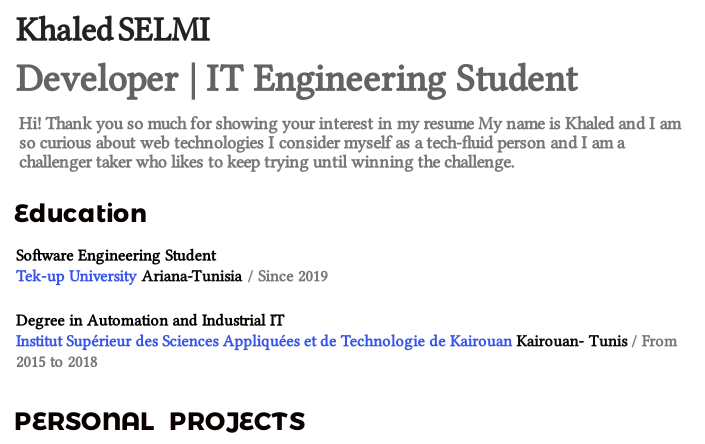 Khaled SELMI
Developer | IT Engineering Student
Hi! Thank you so much for showing your interest in my resume My name is Khaled and I am
so curious about web technologies I consider myself as a tech-fluid person and I am a
challenger taker who likes to keep trying until winning the challenge.
Education
Software Engineering Student
Tek-up University Ariana-Tunisia / Since 2019
Degree in Automation and Industrial IT
Institut Supérieur des Sciences Appliquées et de Technologie de Kairouan Kairouan- Tunis / From
2015 to 2018
PERSONAL PROJECTS